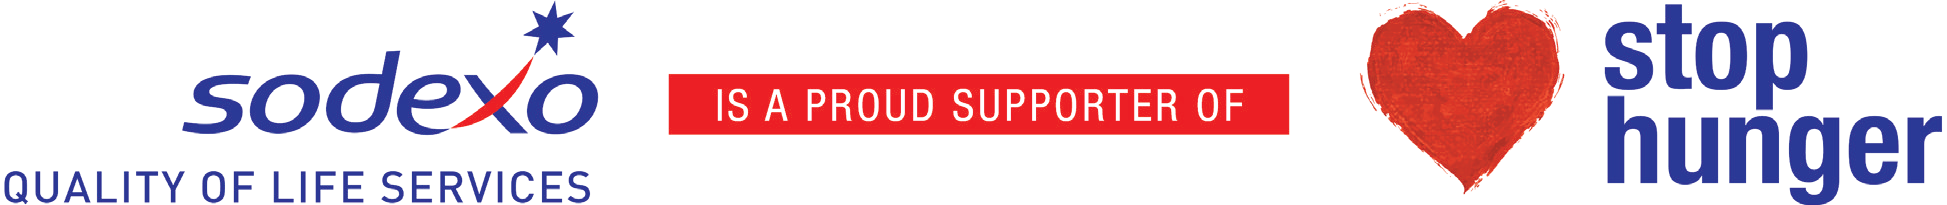 sodexo
QUALITY OF LIFE SERVICES
IS A PROUD SUPPORTER OF
stop
hunger